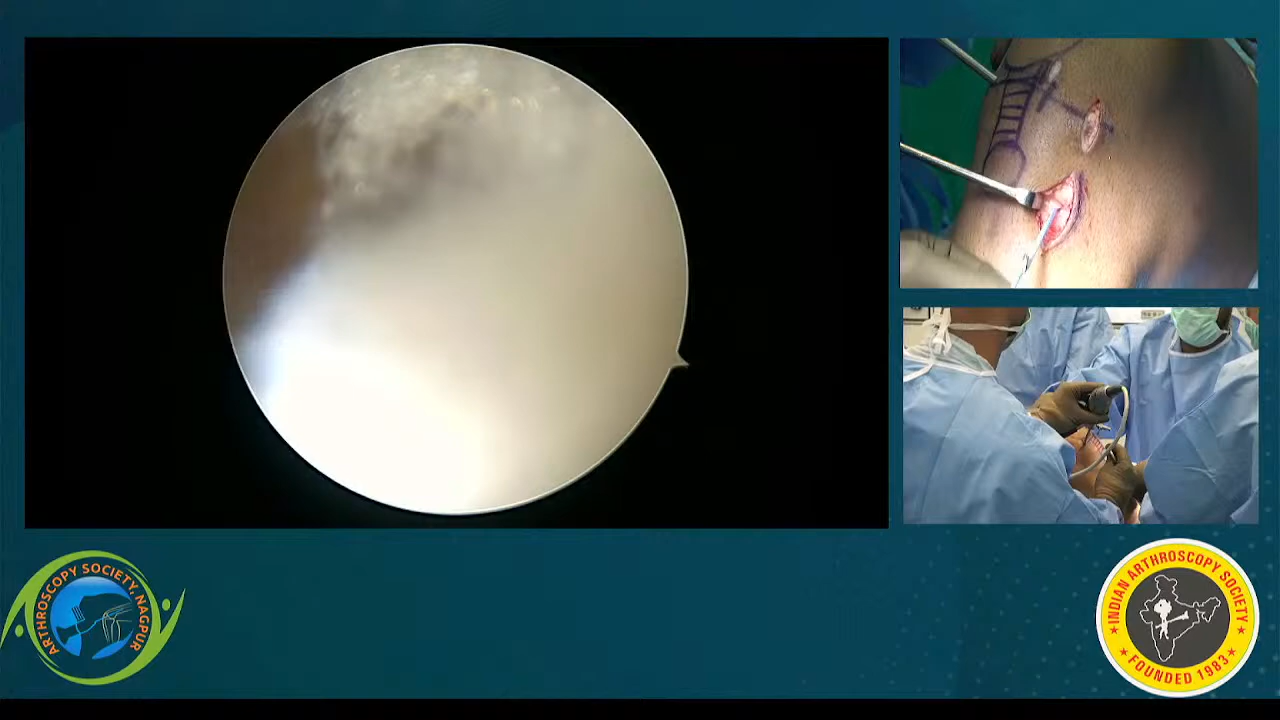 ARTHROSCOPY SOCIETY, NAGPUR
INDIAN ARTHROSCOPY SOCIETY
FOUNDED 1983